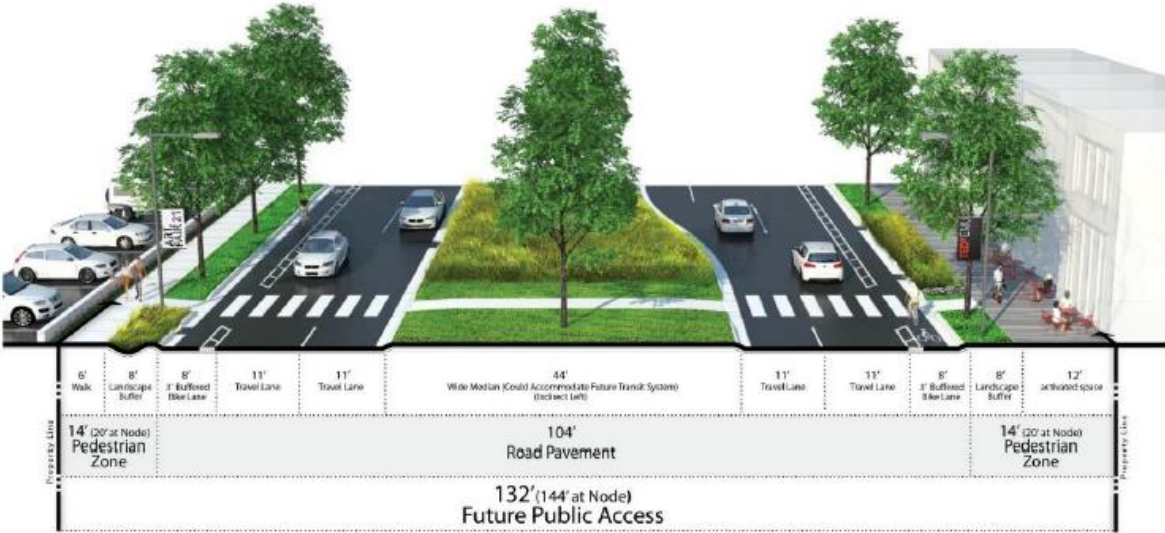 6' 8' 8' 11' 11' 44' 11' 11' 8' 8' 12'
Walk Landscape Buffer 3' Buffered Bike Lane Travel Lane Travel Lane Wide Median (Could Accommodate Future Transit System) (Indirect Left) Travel Lane Travel Lane 3' Buffered Bike Lane Landscape Buffer activated space
Property Line
14' (20' at Node)
Pedestrian
Zone
104'
Road Pavement
14' (20' at Node)
Pedestrian
Zone
Property Line
132' (144' at Node)
Future Public Access